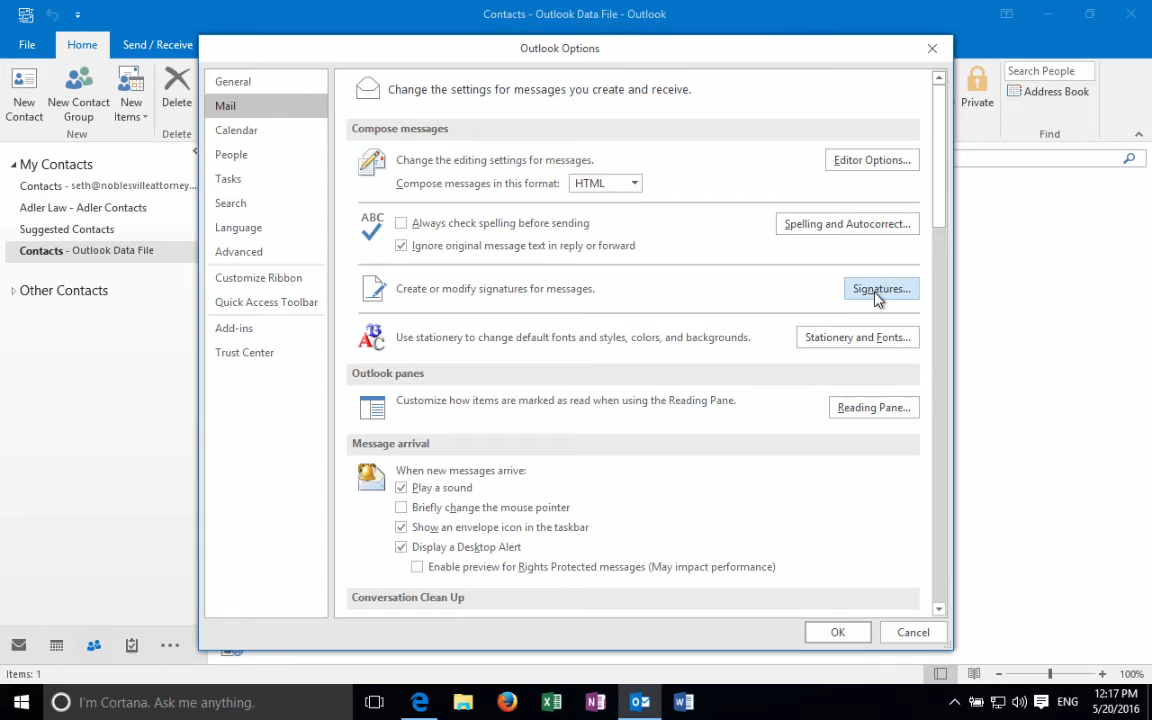 Contacts - Outlook Data File - Outlook
File
Home
Send / Receive
New Contact
New Contact Group
New Items
Delete
New
Delete
Private
Search People
Address Book
Find
My Contacts
Contacts - seth@noblesvilleattorney...
Adler Law - Adler Contacts
Suggested Contacts
Contacts - Outlook Data File
Other Contacts
Outlook Options
General
Mail
Calendar
People
Tasks
Search
Language
Advanced
Customize Ribbon
Quick Access Toolbar
Add-ins
Trust Center
Change the settings for messages you create and receive.
Compose messages
Change the editing settings for messages.
Editor Options...
Compose messages in this format: HTML
ABC
Always check spelling before sending
Spelling and Autocorrect...
Ignore original message text in reply or forward
Create or modify signatures for messages.
Signatures...
Use stationery to change default fonts and styles, colors, and backgrounds.
Stationery and Fonts...
Outlook panes
Customize how items are marked as read when using the Reading Pane.
Reading Pane...
Message arrival
When new messages arrive:
Play a sound
Briefly change the mouse pointer
Show an envelope icon in the taskbar
Display a Desktop Alert
Enable preview for Rights Protected messages (May impact performance)
Conversation Clean Up
OK
Cancel
Items: 1
100%
I'm Cortana. Ask me anything.
ENG
12:17 PM
5/20/2016